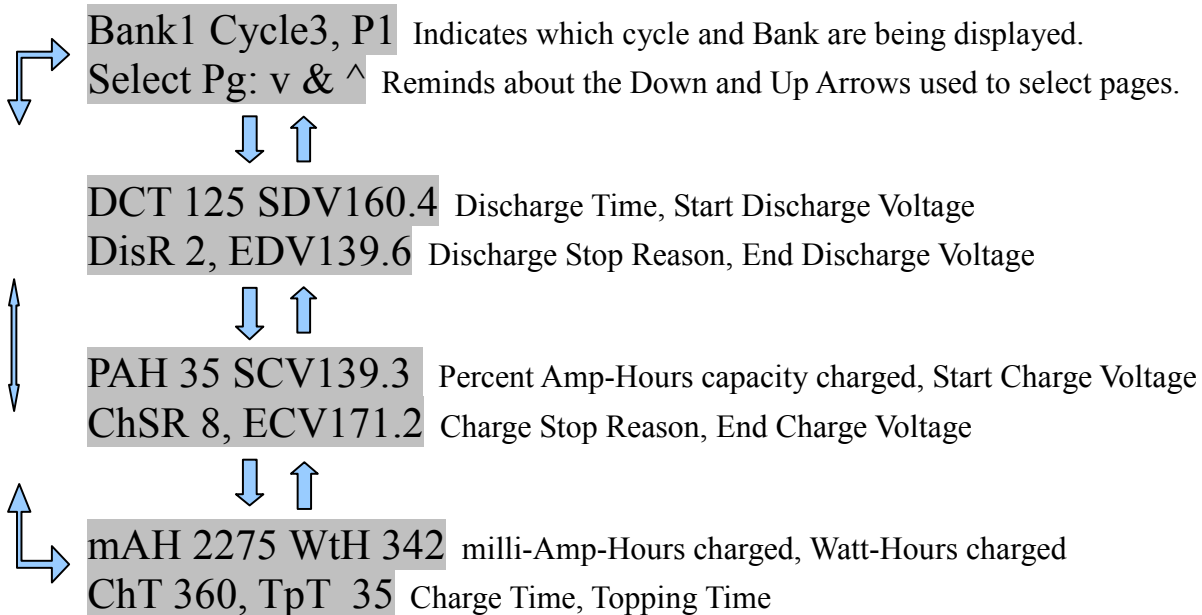 Bank1 Cycle3, P1 Indicates which cycle and Bank are being displayed.
Select Pg: v & ^ Reminds about the Down and Up Arrows used to select pages.
DCT 125 SDV160.4 Discharge Time, Start Discharge Voltage
DisR 2, EDV139.6 Discharge Stop Reason, End Discharge Voltage
PAH 35 SCV139.3 Percent Amp-Hours capacity charged, Start Charge Voltage
ChSR 8, ECV171.2 Charge Stop Reason, End Charge Voltage
mAH 2275 WtH 342 milli-Amp-Hours charged, Watt-Hours charged
ChT 360, TpT 35 Charge Time, Topping Time